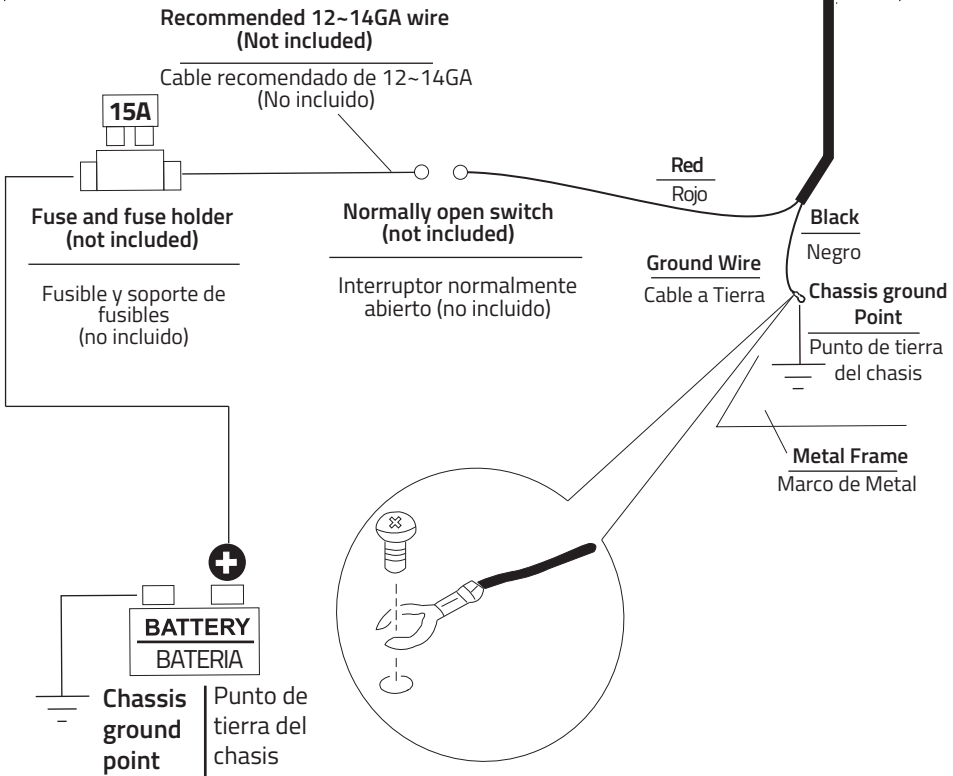 Recommended 12~14GA wire
(Not included)
Cable recomendado de 12~14GA
(No incluido)
15A
Fuse and fuse holder
(not included)
Fusible y soporte de
fusibles
(no incluido)
Normally open switch
(not included)
Interruptor normalmente
abierto (no incluido)
Red
Rojo
Black
Negro
Ground Wire
Cable a Tierra
Chassis ground
Point
Punto de tierra
del chasis
Metal Frame
Marco de Metal
BATTERY
BATERIA
Chassis
ground
point
Punto de
tierra del
chasis